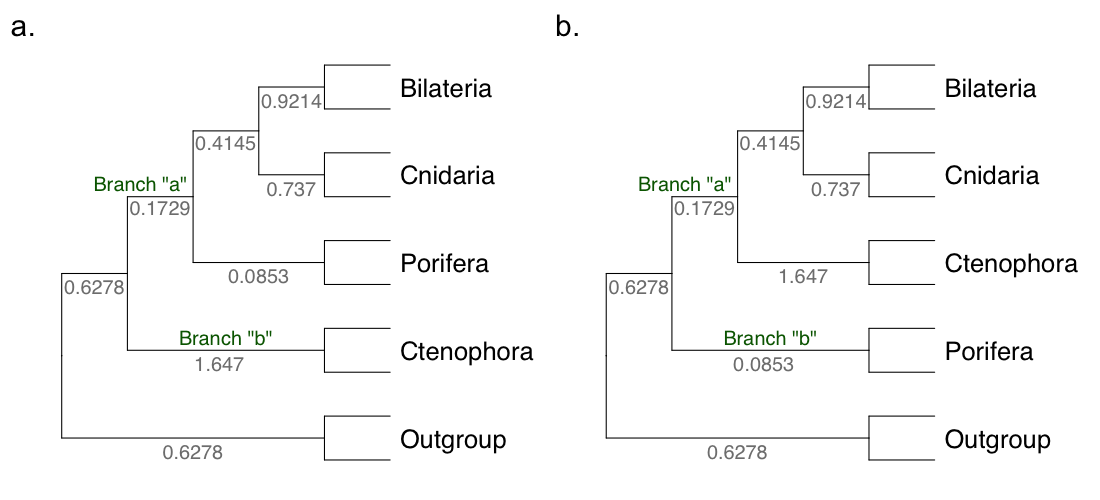 a.
Bilateria
0.9214
0.4145
Cnidaria
Branch "a"
0.737
0.1729
Porifera
0.0853
0.6278
Branch "b"
Ctenophora
1.647
Outgroup
0.6278
b.
Bilateria
0.9214
0.4145
Cnidaria
Branch "a"
0.737
0.1729
Ctenophora
1.647
0.6278
Branch "b"
Porifera
0.0853
Outgroup
0.6278